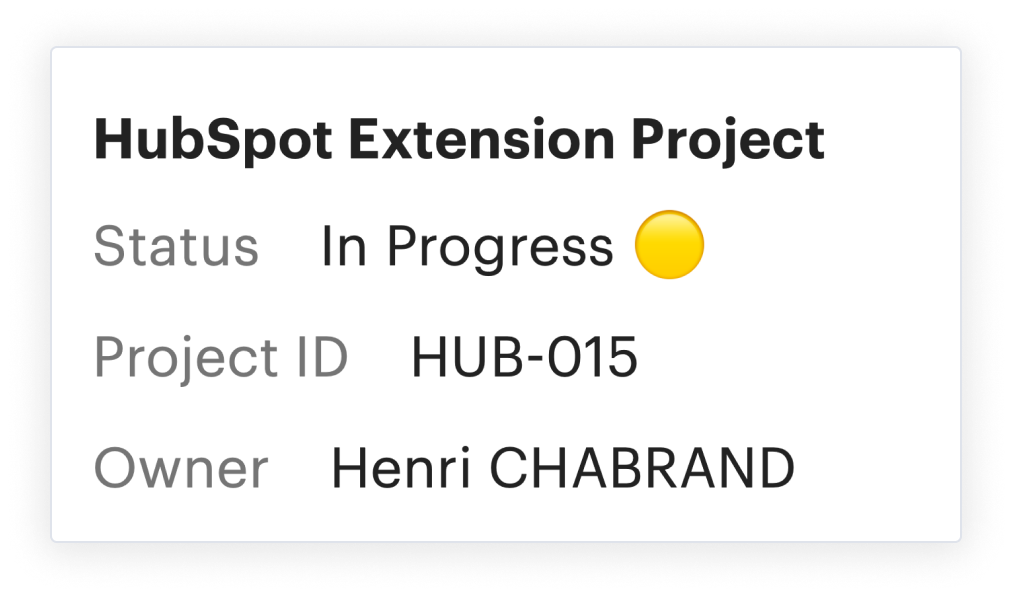 HubSpot Extension Project
Status In Progress 🟡
Project ID HUB-015
Owner Henri CHABRAND